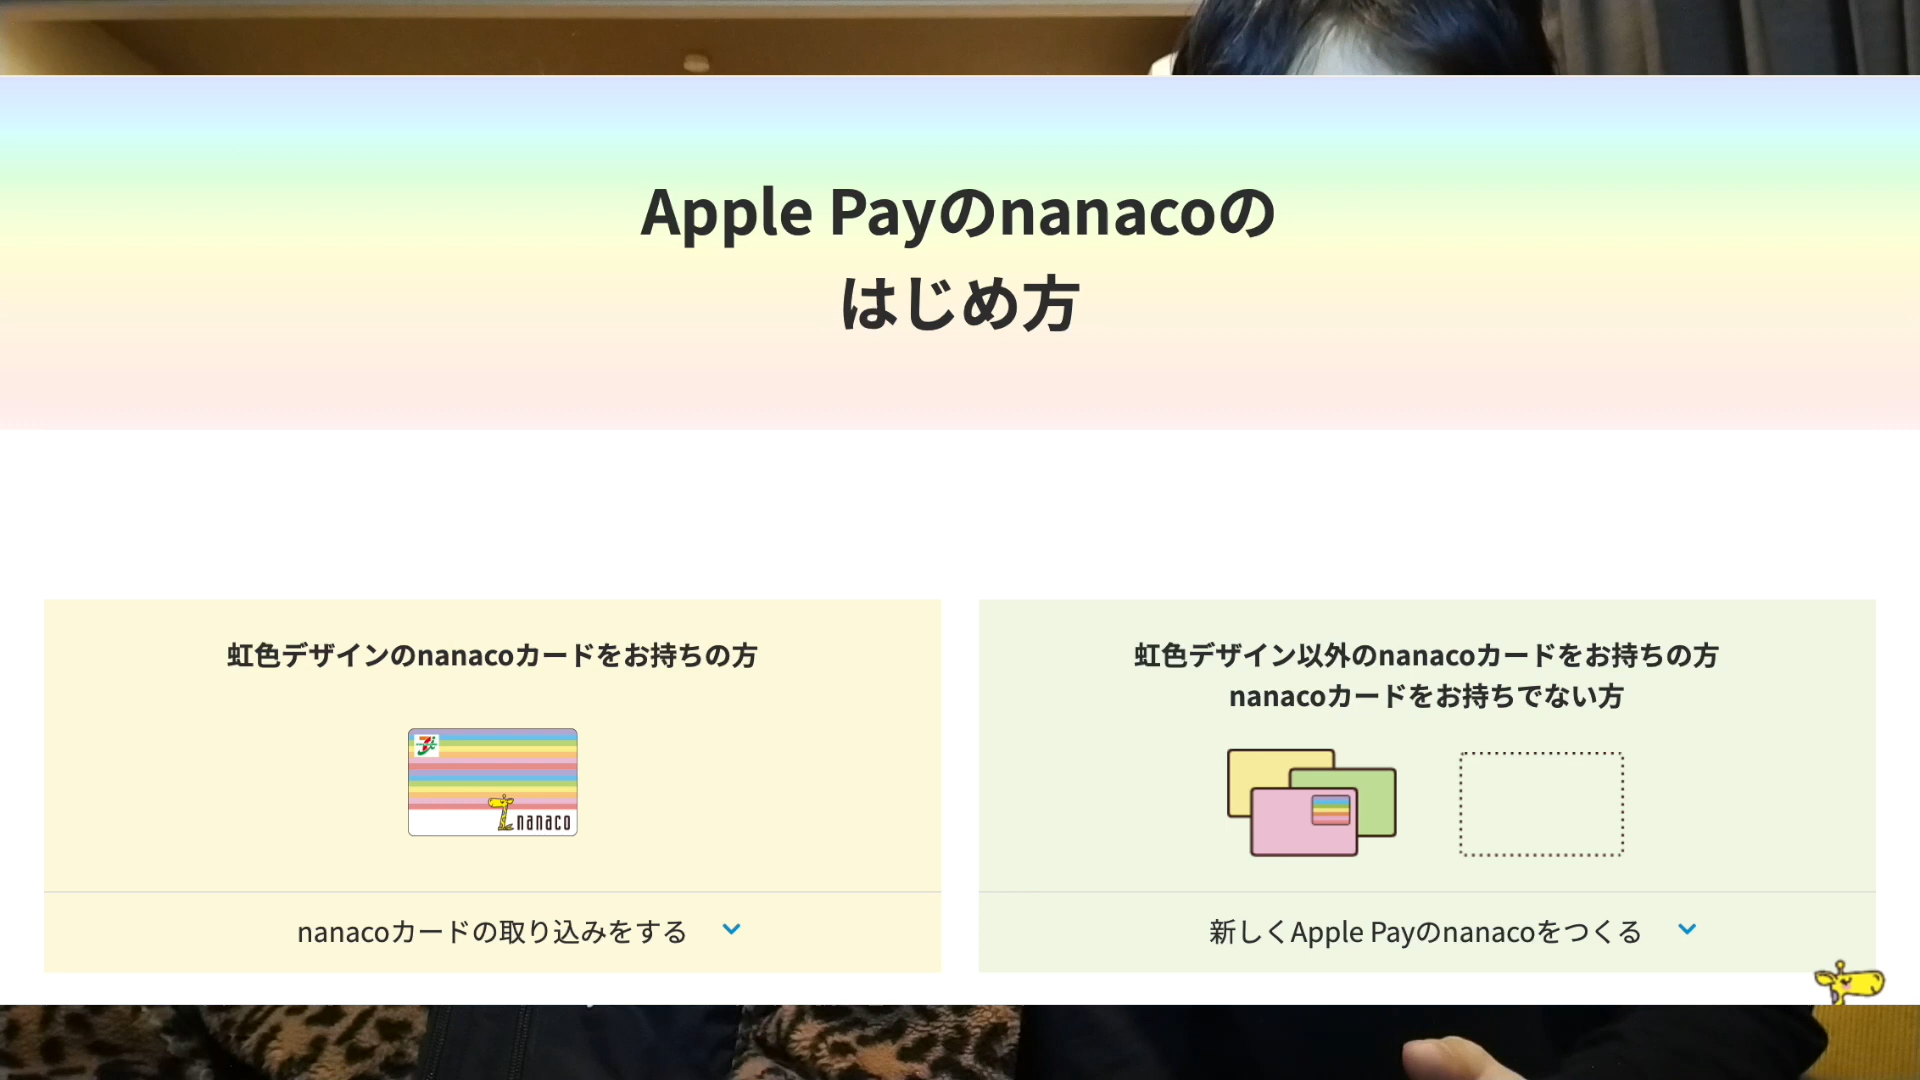 Apple Payのnanacoの
はじめ方
虹色デザインのnanacoカードをお持ちの方
nanaco
nanacoカードの取り込みをする
虹色デザイン以外のnanacoカードをお持ちの方
nanacoカードをお持ちでない方
新しくApple Payのnanacoをつくる